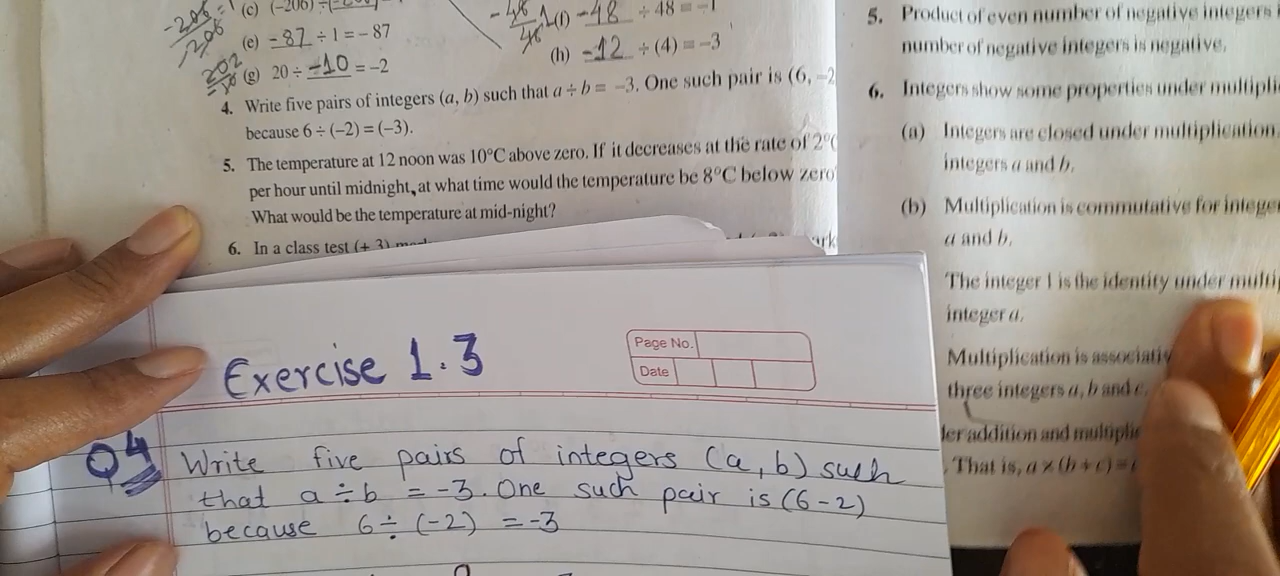 (c) (-206) ÷
-206
-206
(e) -87 ÷ 1 = - 87
(f) -48 ÷ 48 = -1
(g) 20 ÷ -10 = -2
(h) -12 ÷ (4) = -3
4. Write five pairs of integers (a, b) such that a ÷ b = -3. One such pair is (6, -2
because 6 ÷ (-2) = (-3).
5. The temperature at 12 noon was 10°C above zero. If it decreases at the rate of 2°C
per hour until midnight, at what time would the temperature be 8°C below zero
What would be the temperature at mid-night?
6. In a class test (+ 3)
5. Product of even number of negative integers
number of negative integers is negative.
6. Integers show some properties under
(a) Integers are closed under multiplication.
integers a and b.
(b) Multiplication is commutative for
a and b.
The integer 1 is the identity under
integer a.
Multiplication is
three integers a, b and c.
addition and
That is, a × (b + c) =
Exercise 1.3
Page No.
Date
Q4 Write five pairs of integers (a, b) such
that a ÷ b = -3. One such pair is (6 -2)
because 6 ÷ (-2) = -3